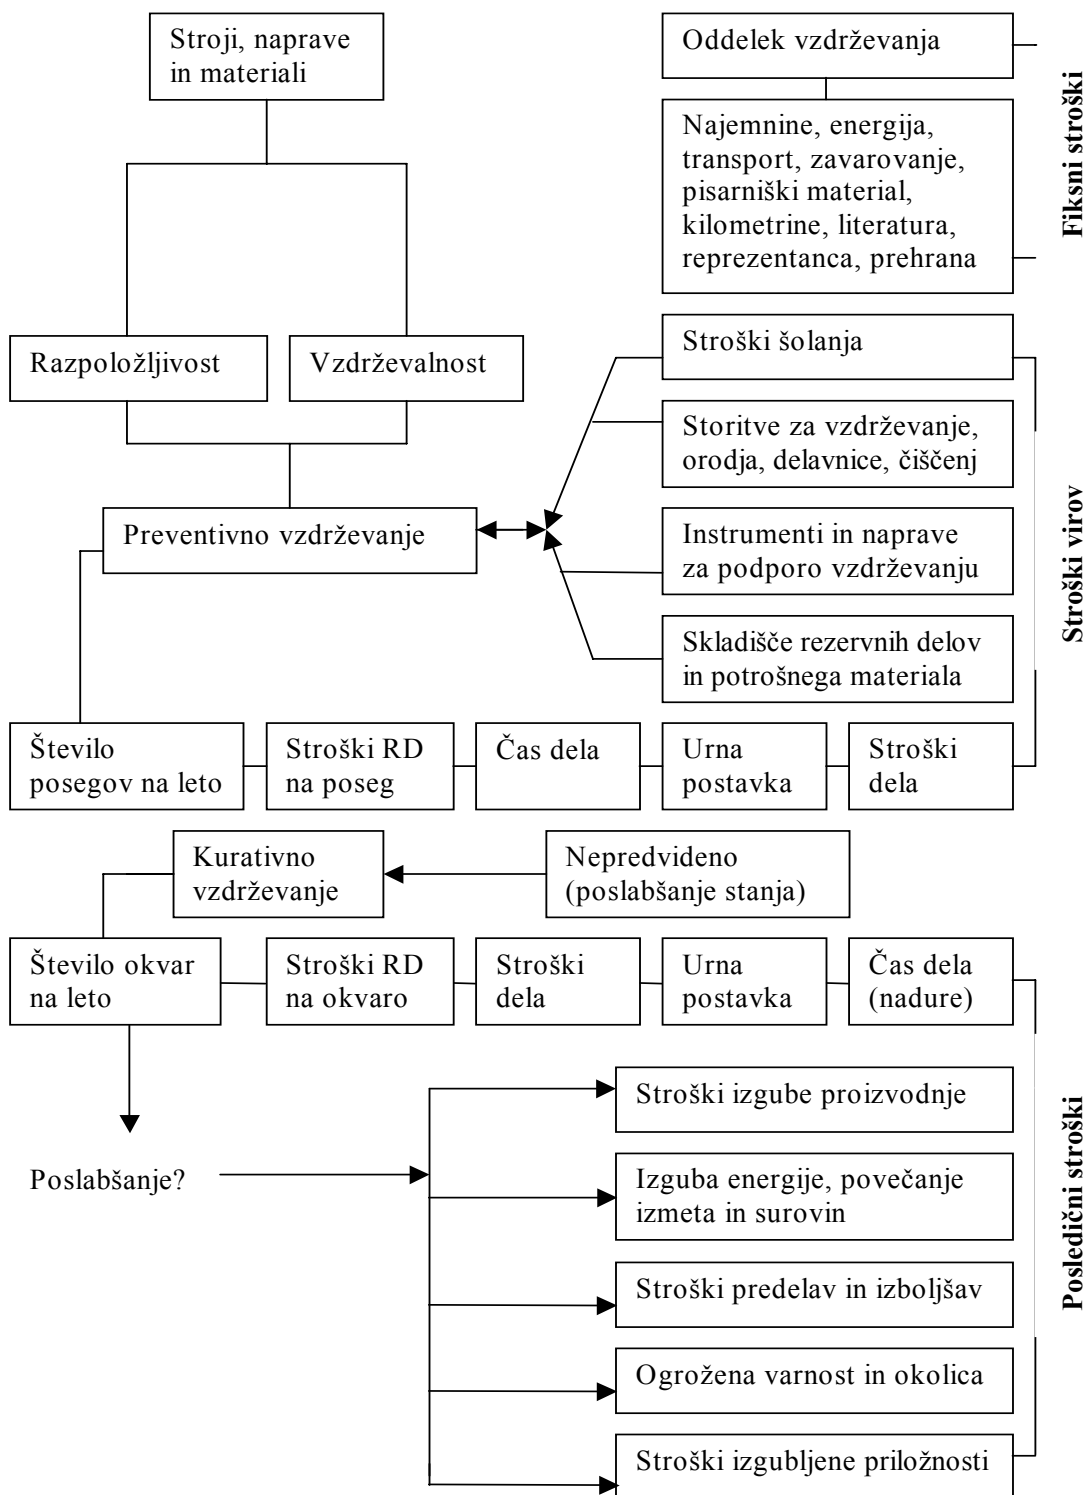 Stroji, naprave
in materiali
Oddelek vzdrževanja
Najemnine, energija,
transport, zavarovanje,
pisarniški material,
kilometrine, literatura,
reprezentanca, prehrana
Fiksni stroški
Razpoložljivost
Vzdrževalnost
Stroški šolanja
Storitve za vzdrževanje,
orodja, delavnice, čiščenj
Preventivno vzdrževanje
Instrumenti in naprave
za podporo vzdrževanju
Skladišče rezervnih delov
in potrošnega materiala
Stroški virov
Število
posegov na leto
Stroški RD
na poseg
Čas dela
Urna
postavka
Stroški
dela
Kurativno
vzdrževanje
Nepredvideno
(poslabšanje stanja)
Število okvar
na leto
Stroški RD
na okvaro
Stroški
dela
Urna
postavka
Čas dela
(nadure)
Poslabšanje?
Stroški izgube proizvodnje
Izguba energije, povečanje
izmeta in surovin
Stroški predelav in izboljšav
Ogrožena varnost in okolica
Stroški izgubljene priložnosti
Posledični stroški